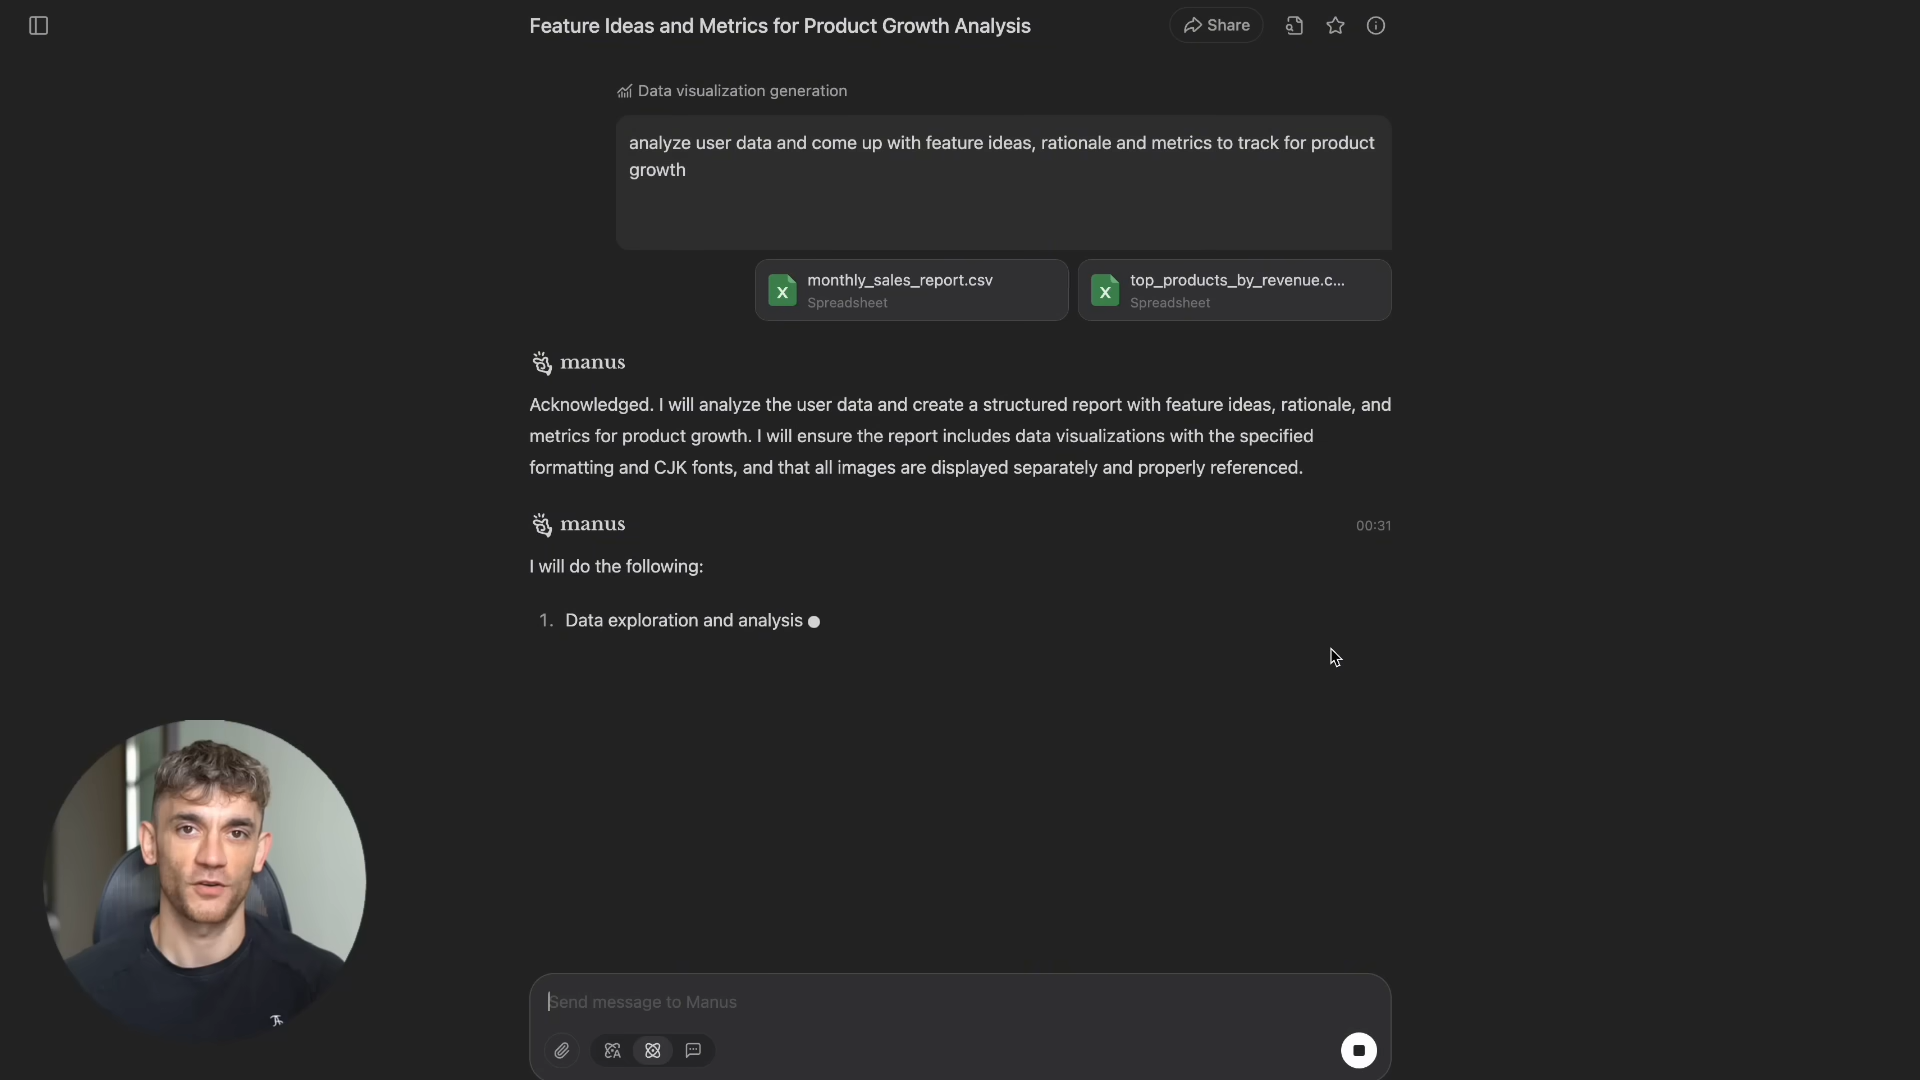 Feature Ideas and Metrics for Product Growth Analysis
Share
Data visualization generation
analyze user data and come up with feature ideas, rationale and metrics to track for product
growth
monthly_sales_report.csv
Spreadsheet
top_products_by_revenue.c...
Spreadsheet
manus
Acknowledged. I will analyze the user data and create a structured report with feature ideas, rationale, and
metrics for product growth. I will ensure the report includes data visualizations with the specified
formatting and CJK fonts, and that all images are displayed separately and properly referenced.
manus
00:31
I will do the following:
1. Data exploration and analysis
Send message to Manus